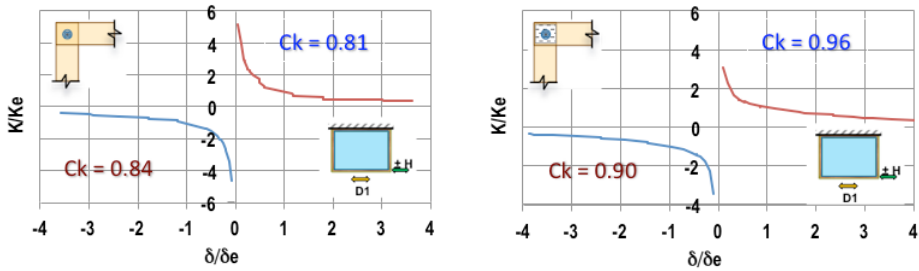 6
4
2
0
-2
-4
-6
K/Ke
Ck = 0.81
Ck = 0.84
± H
D1
-4 -3 -2 -1 0 1 2 3 4
δ/δe
6
4
2
0
-2
-4
K/Ke
Ck = 0.96
Ck = 0.90
± H
D1
-4 -3 -2 -1 0 1 2 3 4
δ/δe